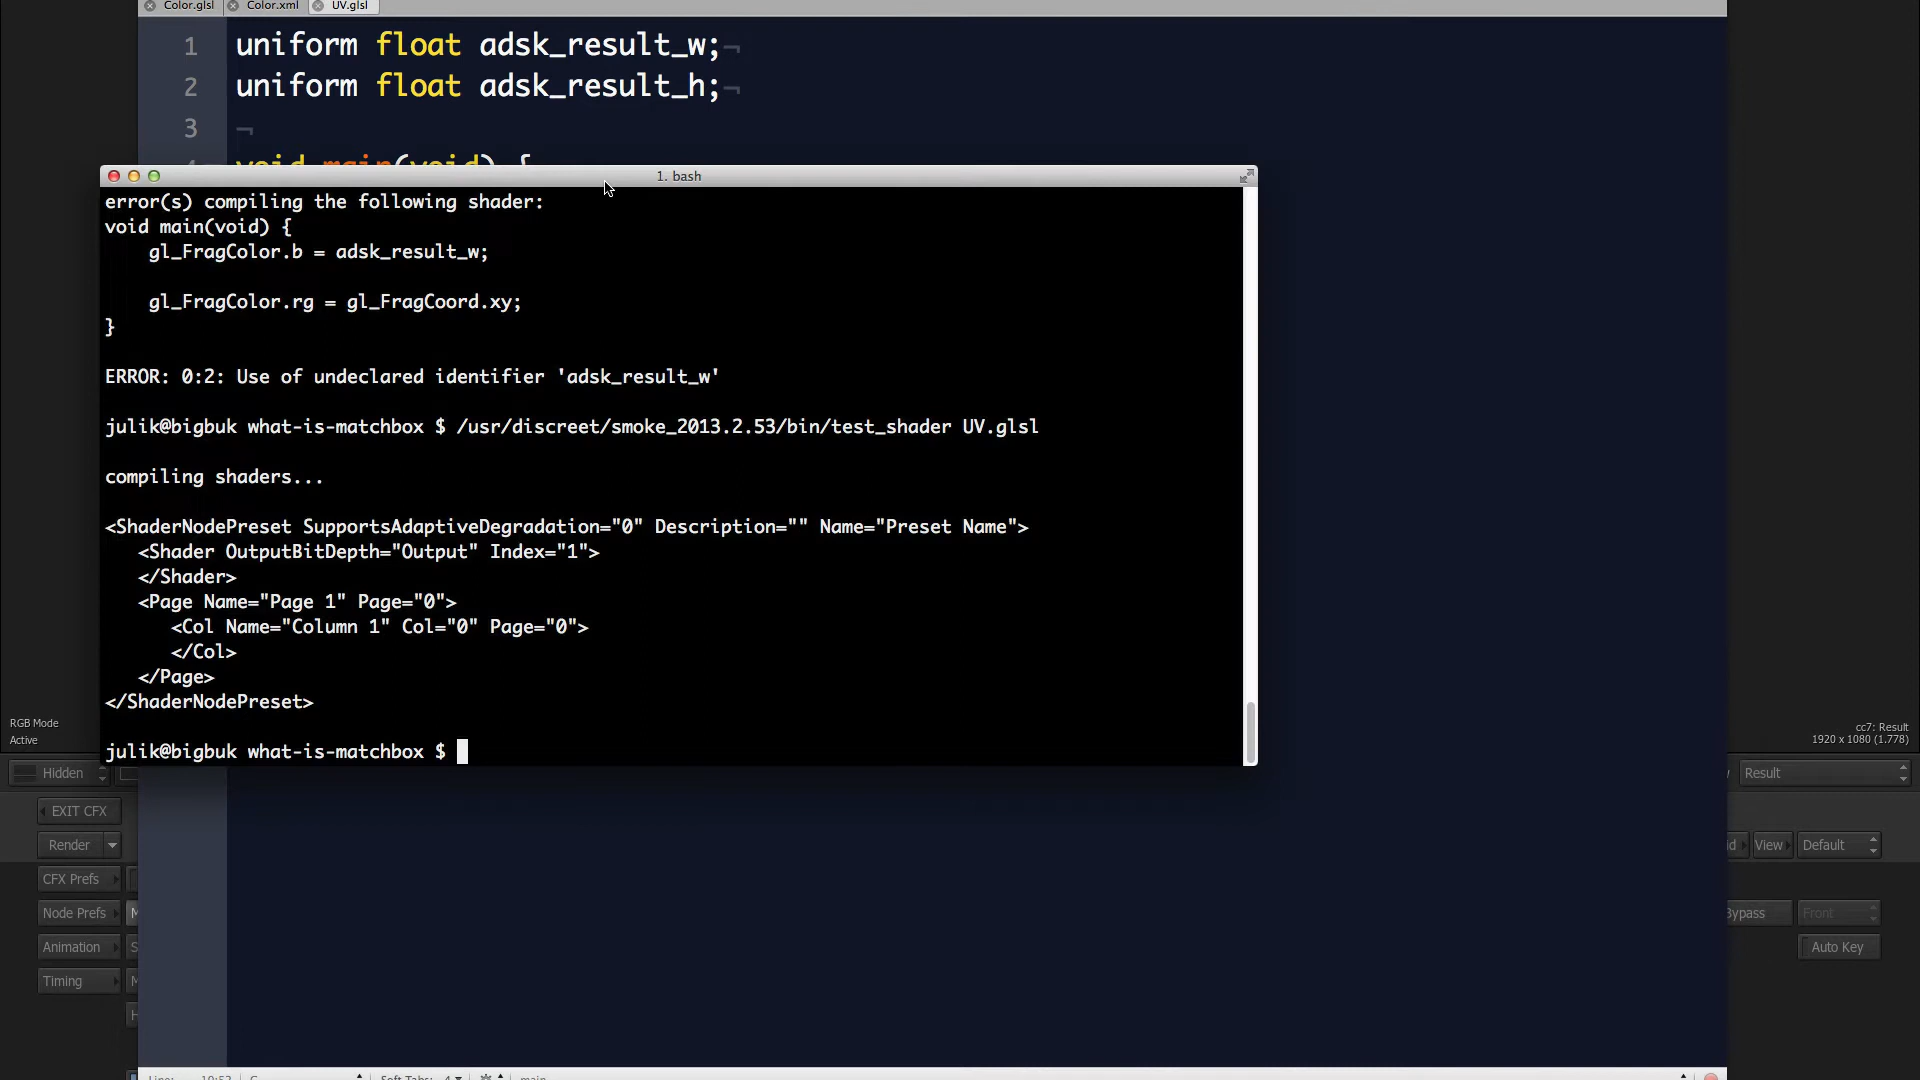 Color.glsl Color.xml UV.glsl
1 uniform float adsk_result_w;¬
2 uniform float adsk_result_h;¬
3 ¬
void main(void) {
1. bash
error(s) compiling the following shader:
void main(void) {
gl_FragColor.b = adsk_result_w;
gl_FragColor.rg = gl_FragCoord.xy;
}
ERROR: 0:2: Use of undeclared identifier 'adsk_result_w'
julik@bigbuk what-is-matchbox $ /usr/discreet/smoke_2013.2.53/bin/test_shader UV.glsl
compiling shaders...
<ShaderNodePreset SupportsAdaptiveDegradation="0" Description="" Name="Preset Name">
<Shader OutputBitDepth="Output" Index="1">
</Shader>
<Page Name="Page 1" Page="0">
<Col Name="Column 1" Col="0" Page="0">
</Col>
</Page>
</ShaderNodePreset>
julik@bigbuk what-is-matchbox $
RGB Mode
Active
cc7: Result
1920 x 1080 (1.778)
Hidden
Result
EXIT CFX
Render
View
Default
CFX Prefs
Node Prefs
Bypass
Front
Animation
Auto Key
Timing